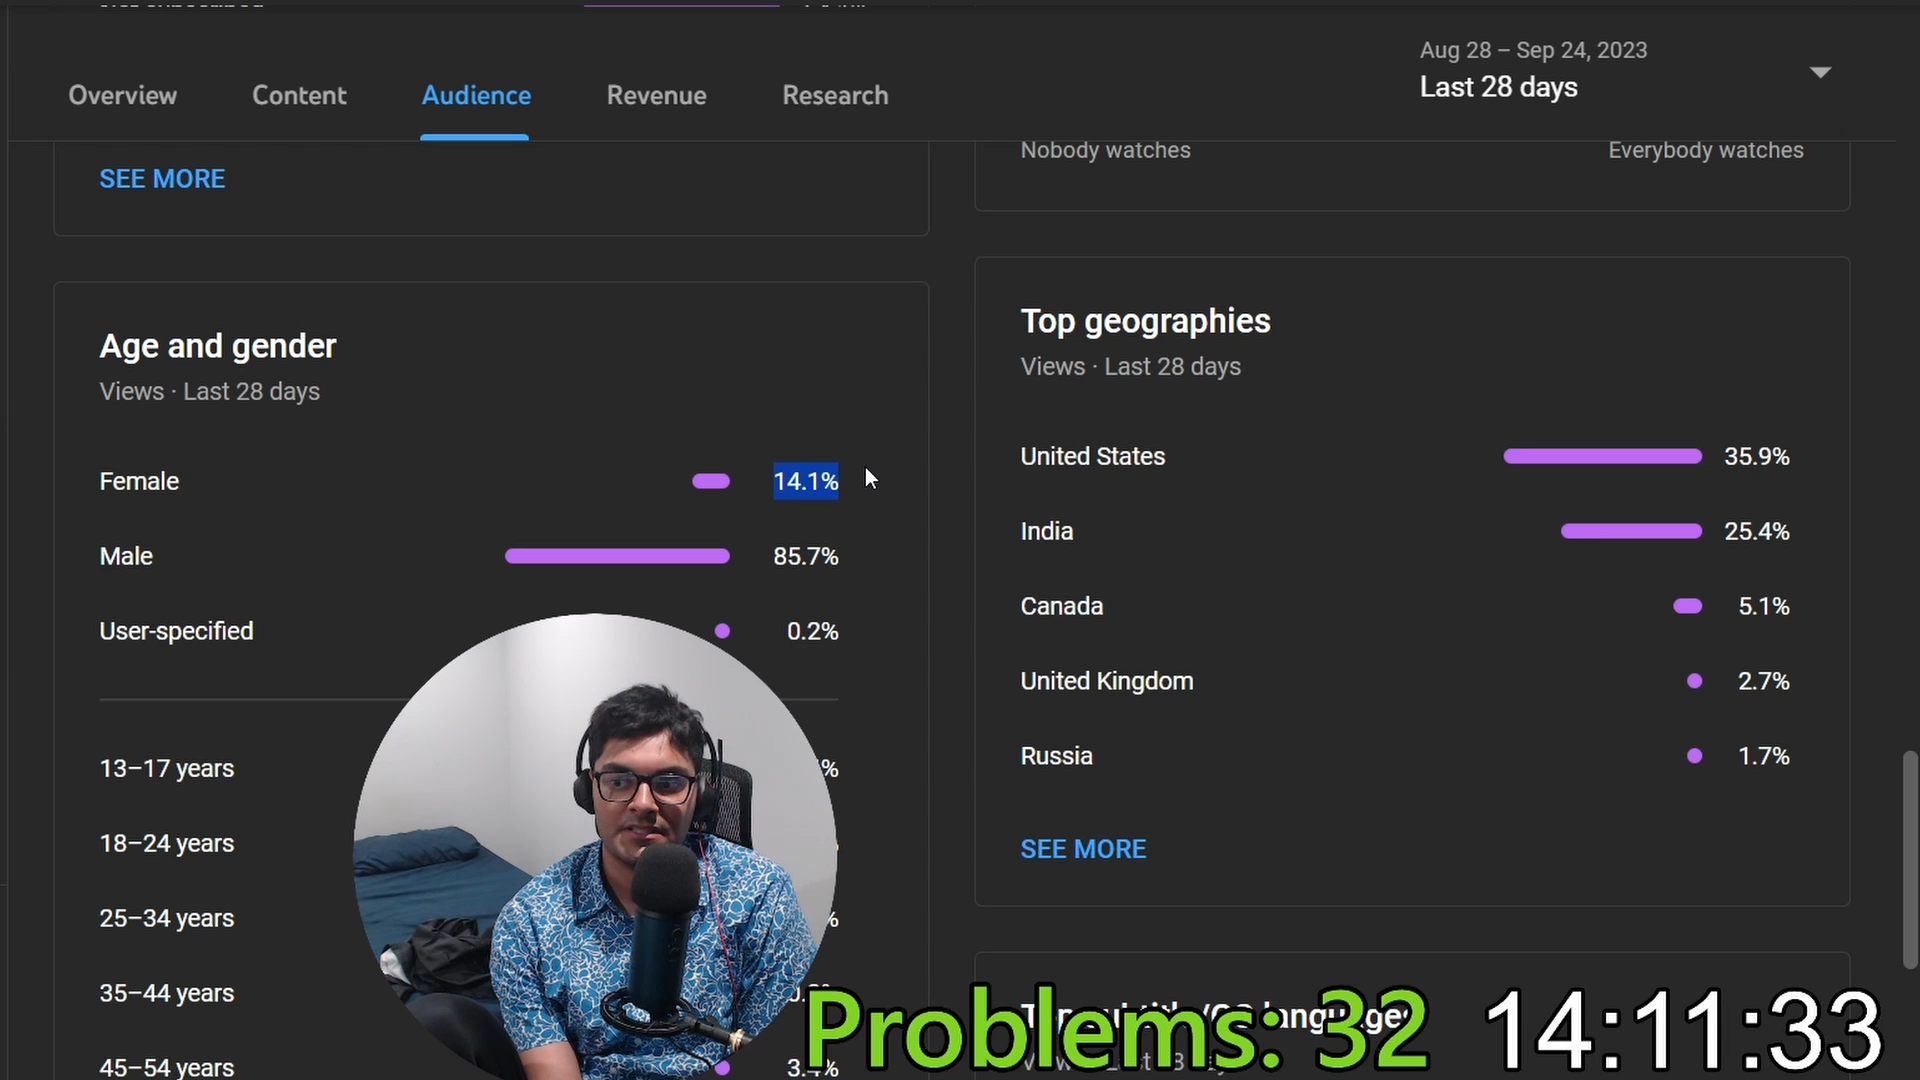 Overview
Content
Audience
Revenue
Research
Aug 28 – Sep 24, 2023
Last 28 days
SEE MORE
Nobody watches
Everybody watches
Age and gender
Views · Last 28 days
Female 14.1%
Male 85.7%
User-specified 0.2%
13–17 years %
18–24 years
25–34 years %
35–44 years
45–54 years
Top geographies
Views · Last 28 days
United States 35.9%
India 25.4%
Canada 5.1%
United Kingdom 2.7%
Russia 1.7%
SEE MORE
Problems: 32
14:11:33